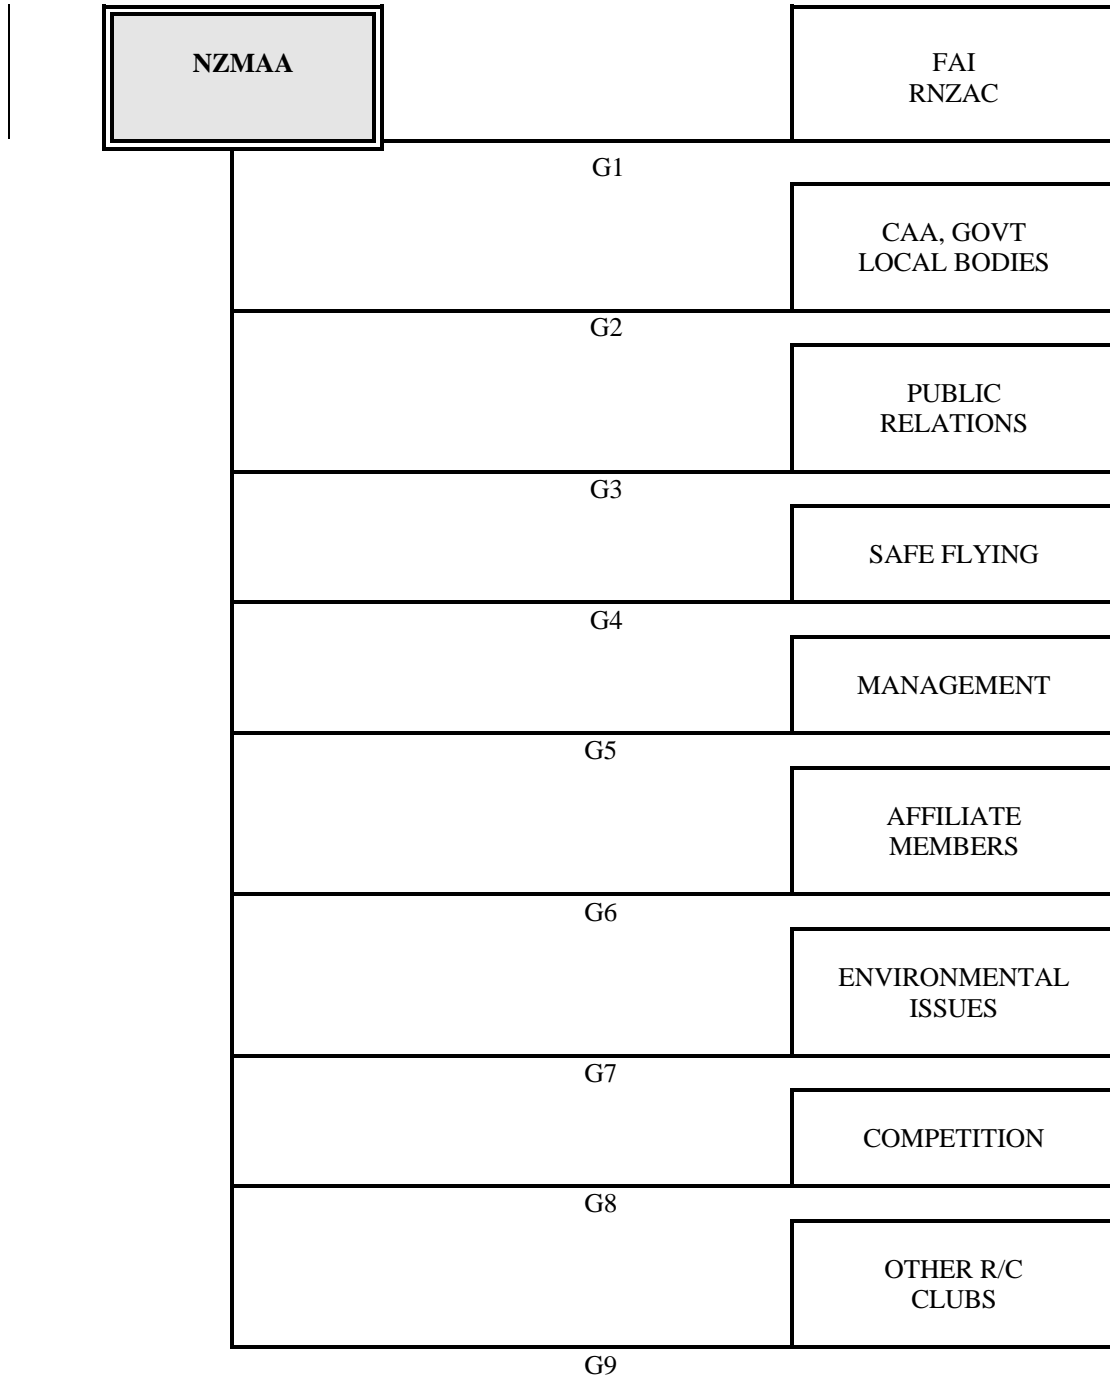 NZMAA
FAI
RNZAC
G1
CAA, GOVT
LOCAL BODIES
G2
PUBLIC
RELATIONS
G3
SAFE FLYING
G4
MANAGEMENT
G5
AFFILIATE
MEMBERS
G6
ENVIRONMENTAL
ISSUES
G7
COMPETITION
G8
OTHER R/C
CLUBS
G9